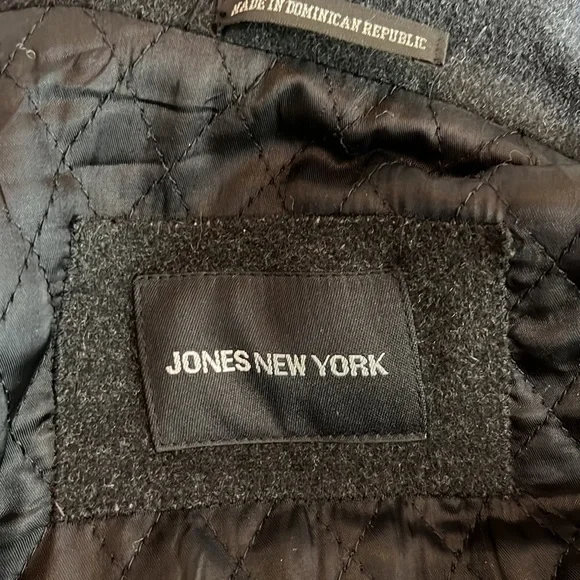 MADE IN DOMINICAN REPUBLIC
JONES NEW YORK